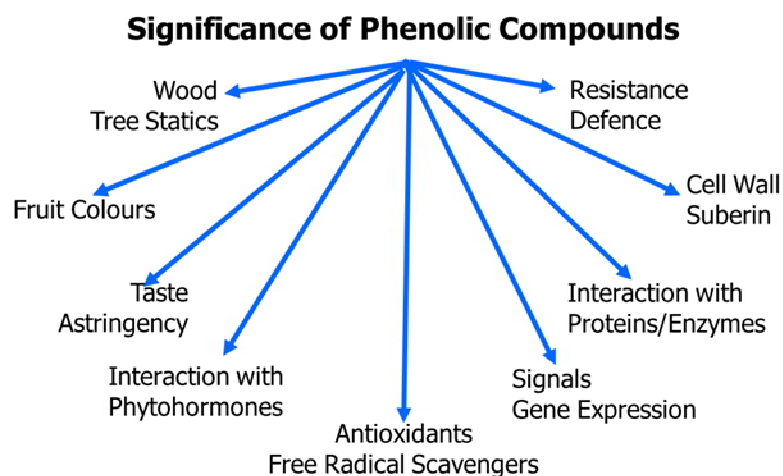 Significance of Phenolic Compounds
Wood
Tree Statics
Resistance
Defence
Fruit Colours
Cell Wall
Suberin
Taste
Astringency
Interaction with
Proteins/Enzymes
Interaction with
Phytohormones
Signals
Gene Expression
Antioxidants
Free Radical Scavengers